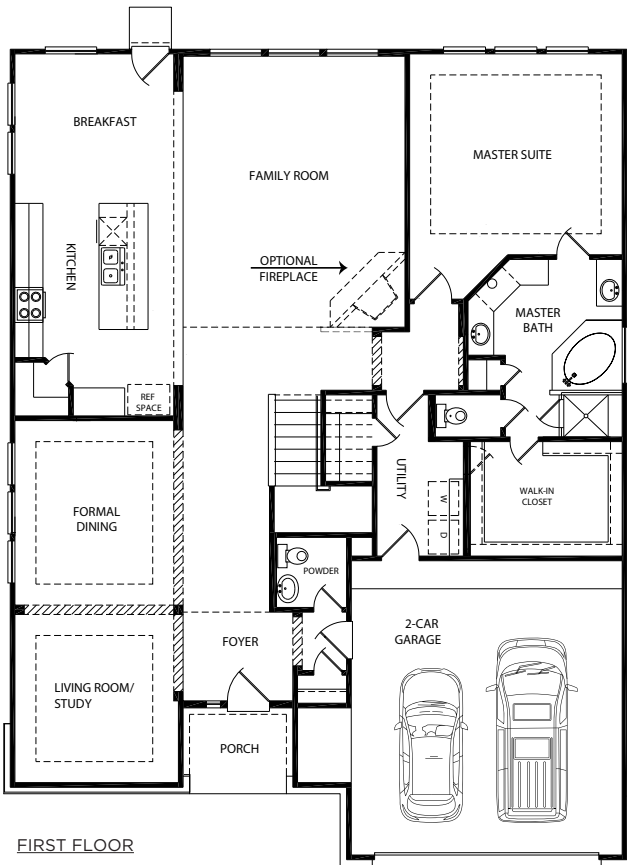 BREAKFAST
FAMILY ROOM
MASTER SUITE
KITCHEN
OPTIONAL
FIREPLACE
MASTER
BATH
REF
SPACE
UTILITY
W
D
WALK-IN
CLOSET
FORMAL
DINING
POWDER
FOYER
2-CAR
GARAGE
LIVING ROOM/
STUDY
PORCH
FIRST FLOOR